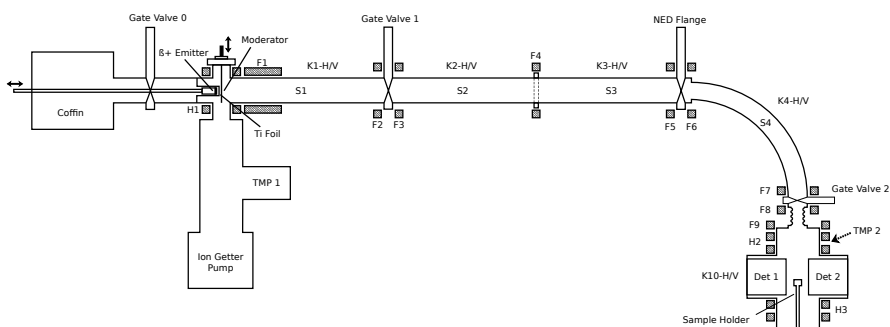 Gate Valve 0
Gate Valve 1
NED Flange
Moderator
ß+ Emitter
F1
K1-H/V
K2-H/V
F4
K3-H/V
K4-H/V
Coffin
H1
S1
S2
S3
S4
Ti Foil
F2
F3
F5
F6
TMP 1
F7
Gate Valve 2
F8
F9
TMP 2
H2
Ion Getter
Pump
K10-H/V
Det 1
Det 2
Sample Holder
H3